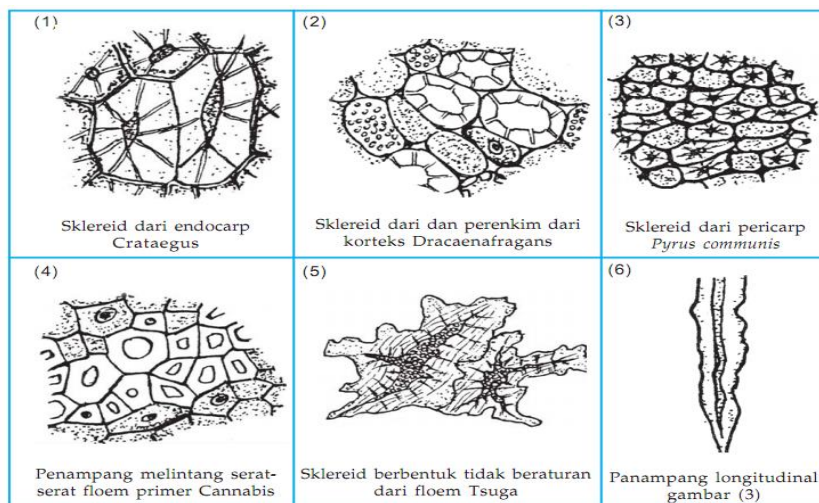 (1)
Sklereid dari endocarp
Crataegus
(2)
Sklereid dari dan perenkim dari
korteks Dracaenafragans
(3)
Sklereid dari pericarp
Pyrus communis
(4)
Penampang melintang serat-
serat floem primer Cannabis
(5)
Sklereid berbentuk tidak beraturan
dari floem Tsuga
(6)
Panampang longitudinal
gambar (3)